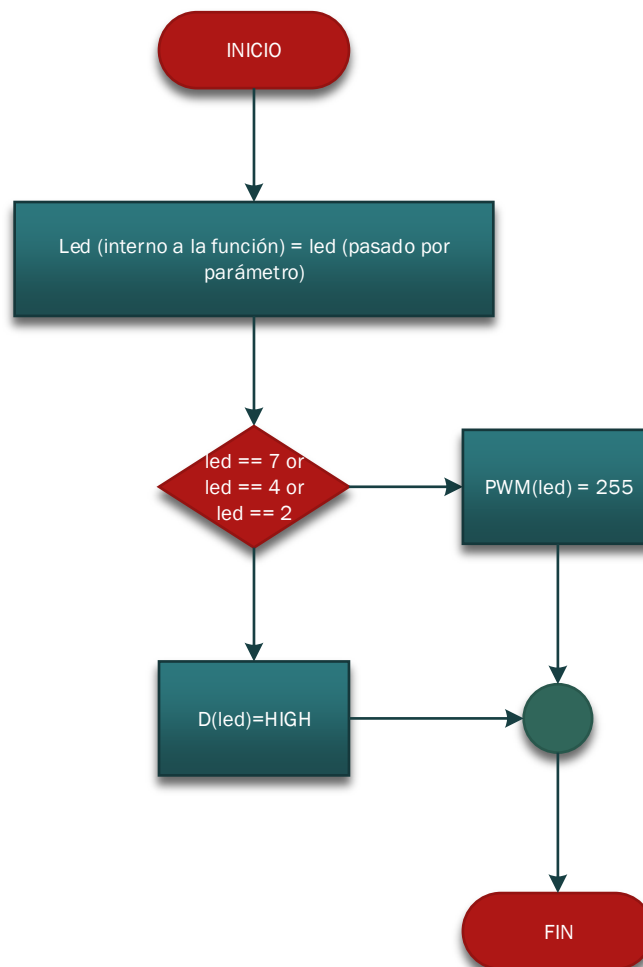 INICIO
Led (interno a la función) = led (pasado por
parámetro)
led == 7 or
led == 4 or
led == 2
PWM(led) = 255
D(led)=HIGH
FIN